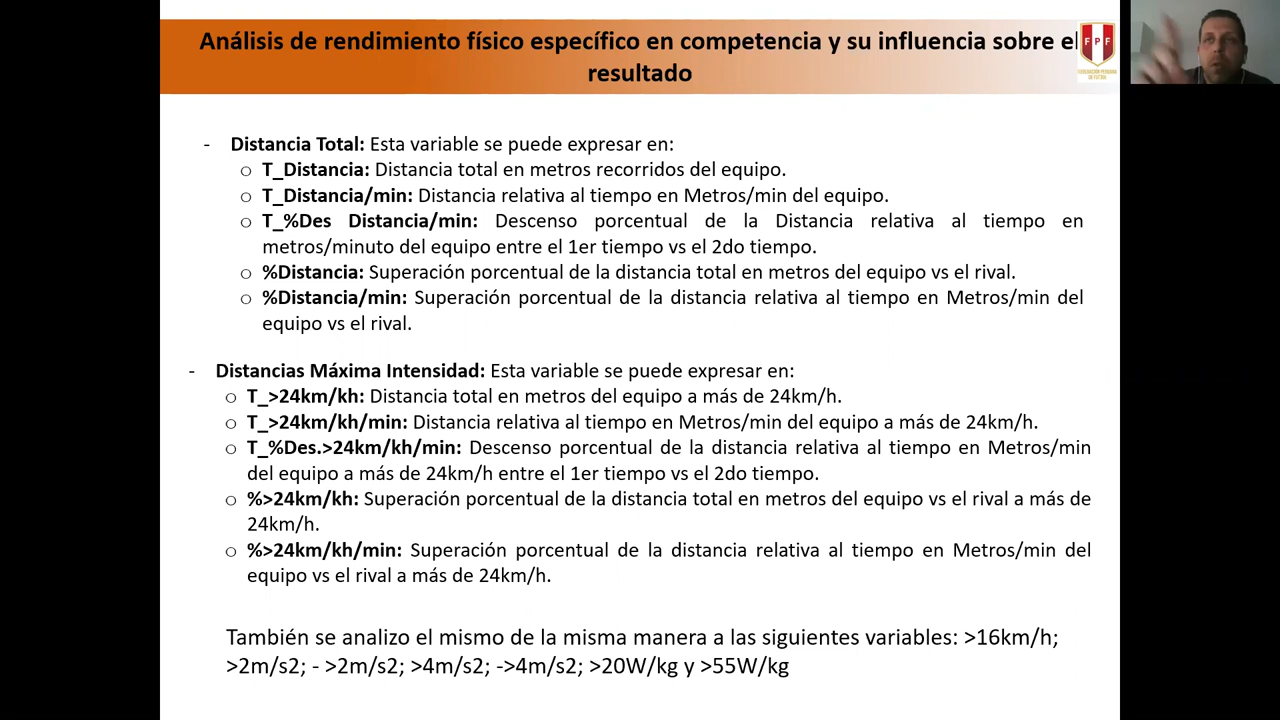 Análisis de rendimiento físico específico en competencia y su influencia sobre el
resultado
FPF
FEDERACION PERUANA
DE FUTBOL
- Distancia Total: Esta variable se puede expresar en:
o T_Distancia: Distancia total en metros recorridos del equipo.
o T_Distancia/min: Distancia relativa al tiempo en Metros/min del equipo.
o T_%Des Distancia/min: Descenso porcentual de la Distancia relativa al tiempo en
metros/minuto del equipo entre el 1er tiempo vs el 2do tiempo.
o %Distancia: Superación porcentual de la distancia total en metros del equipo vs el rival.
o %Distancia/min: Superación porcentual de la distancia relativa al tiempo en Metros/min del
equipo vs el rival.
- Distancias Máxima Intensidad: Esta variable se puede expresar en:
o T_>24km/kh: Distancia total en metros del equipo a más de 24km/h.
o T_>24km/kh/min: Distancia relativa al tiempo en Metros/min del equipo a más de 24km/h.
o T_%Des.>24km/kh/min: Descenso porcentual de la distancia relativa al tiempo en Metros/min
del equipo a más de 24km/h entre el 1er tiempo vs el 2do tiempo.
o %>24km/kh: Superación porcentual de la distancia total en metros del equipo vs el rival a más de
24km/h.
o %>24km/kh/min: Superación porcentual de la distancia relativa al tiempo en Metros/min del
equipo vs el rival a más de 24km/h.
También se analizo el mismo de la misma manera a las siguientes variables: >16km/h;
>2m/s2; - >2m/s2; >4m/s2; ->4m/s2; >20W/kg y >55W/kg